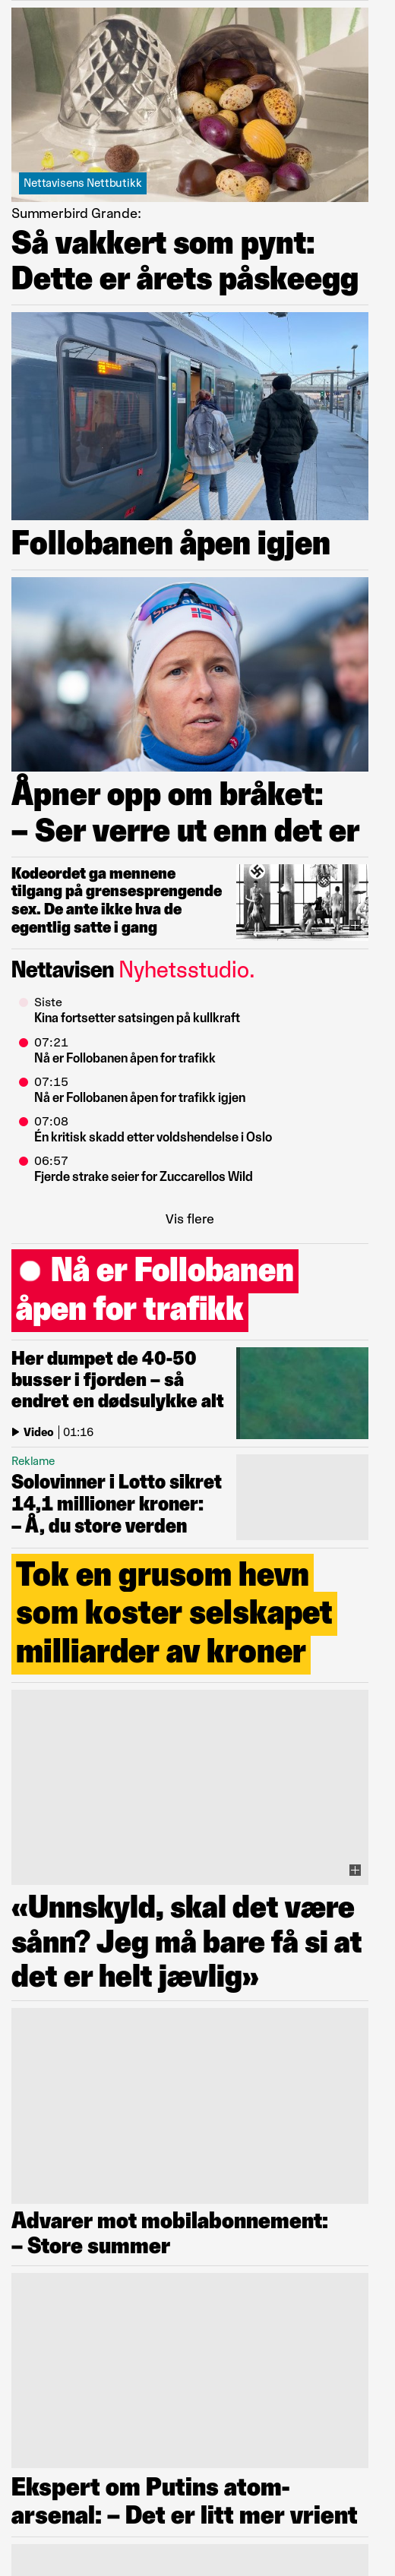 Nettavisens Nettbutikk
Summerbird Grande:
Så vakkert som pynt:
Dette er årets påskeegg
Follobanen åpen igjen
Åpner opp om bråket:
– Ser verre ut enn det er
Kodeordet ga mennene
tilgang på grensesprengende
sex. De ante ikke hva de
egentlig satte i gang
Nettavisen Nyhetsstudio.
Siste
Kina fortsetter satsingen på kullkraft
07:21
Nå er Follobanen åpen for trafikk
07:15
Nå er Follobanen åpen for trafikk igjen
07:08
Én kritisk skadd etter voldshendelse i Oslo
06:57
Fjerde strake seier for Zuccarellos Wild
Vis flere
Nå er Follobanen
åpen for trafikk
Her dumpet de 40-50
busser i fjorden – så
endret en dødsulykke alt
Video | 01:16
Reklame
Solovinner i Lotto sikret
14,1 millioner kroner:
– Å, du store verden
Tok en grusom hevn
som koster selskapet
milliarder av kroner
«Unnskyld, skal det være
sånn? Jeg må bare få si at
det er helt jævlig»
Advarer mot mobilabonnement:
– Store summer
Ekspert om Putins atom-
arsenal: – Det er litt mer vrient